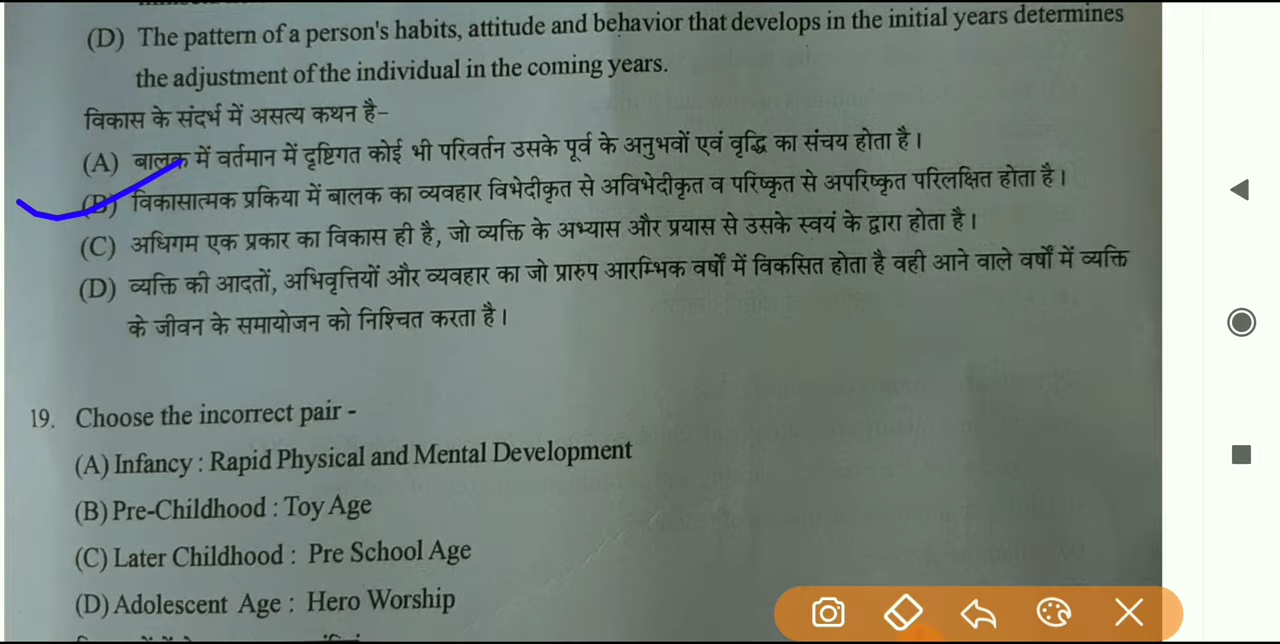 (D) The pattern of a person's habits, attitude and behavior that develops in the initial years determines
the adjustment of the individual in the coming years.
विकास के संदर्भ में असत्य कथन है–
(A) बालक में वर्तमान में दृष्टिगत कोई भी परिवर्तन उसके पूर्व के अनुभवों एवं वृद्धि का संचय होता है।
(B) विकासात्मक प्रकिया में बालक का व्यवहार विभेदीकृत से अविभेदीकृत व परिष्कृत से अपरिष्कृत परिलक्षित होता है।
(C) अधिगम एक प्रकार का विकास ही है, जो व्यक्ति के अभ्यास और प्रयास से उसके स्वयं के द्वारा होता है।
(D) व्यक्ति की आदतों, अभिवृत्तियों और व्यवहार का जो प्रारुप आरम्भिक वर्षों में विकसित होता है वही आने वाले वर्षों में व्यक्ति
के जीवन के समायोजन को निश्चित करता है।
19. Choose the incorrect pair -
(A) Infancy : Rapid Physical and Mental Development
(B) Pre-Childhood : Toy Age
(C) Later Childhood : Pre School Age
(D) Adolescent Age : Hero Worship